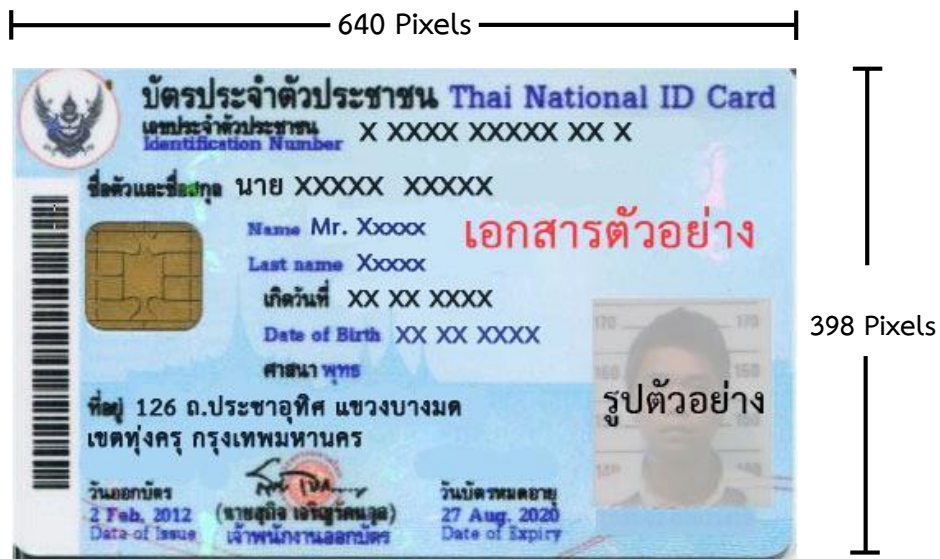 640 Pixels
บัตรประจำตัวประชาชน Thai National ID Card
เลขประจำตัวประชาชน X XXXX XXXXX XX X
Identification Number
ชื่อตัวและชื่อสกุล นาย XXXXX XXXXX
Name Mr. Xxxxx
เอกสารตัวอย่าง
Last name Xxxxx
เกิดวันที่ XX XX XXXX
Date of Birth XX XX XXXX
398 Pixels
ศาสนา พุทธ
รูปตัวอย่าง
ที่อยู่ 126 ถ.ประชาอุทิศ แขวงบางมด
เขตทุ่งครุ กรุงเทพมหานคร
170 170
160 160
150
140 140
วันออกบัตร
2 Feb. 2012
Date of Issue
เจ้าพนักงานออกบัตร
วันบัตรหมดอายุ
27 Aug. 2020
Date of Expiry